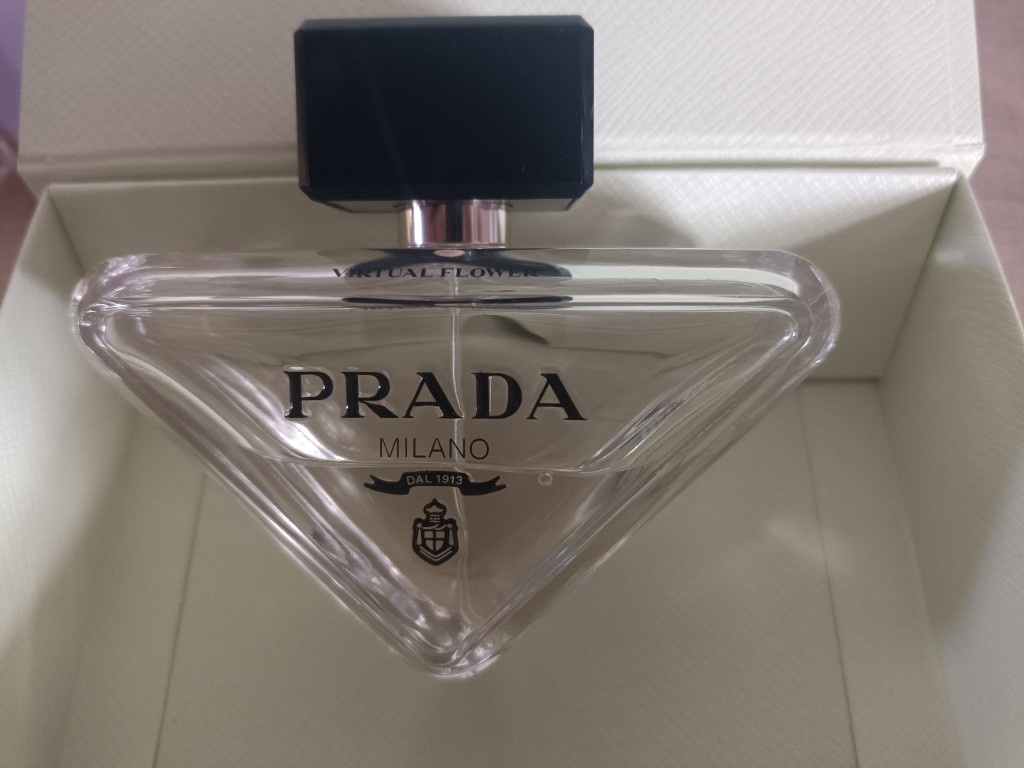 VIRTUAL FLOWER
PRADA
MILANO
DAL 1913